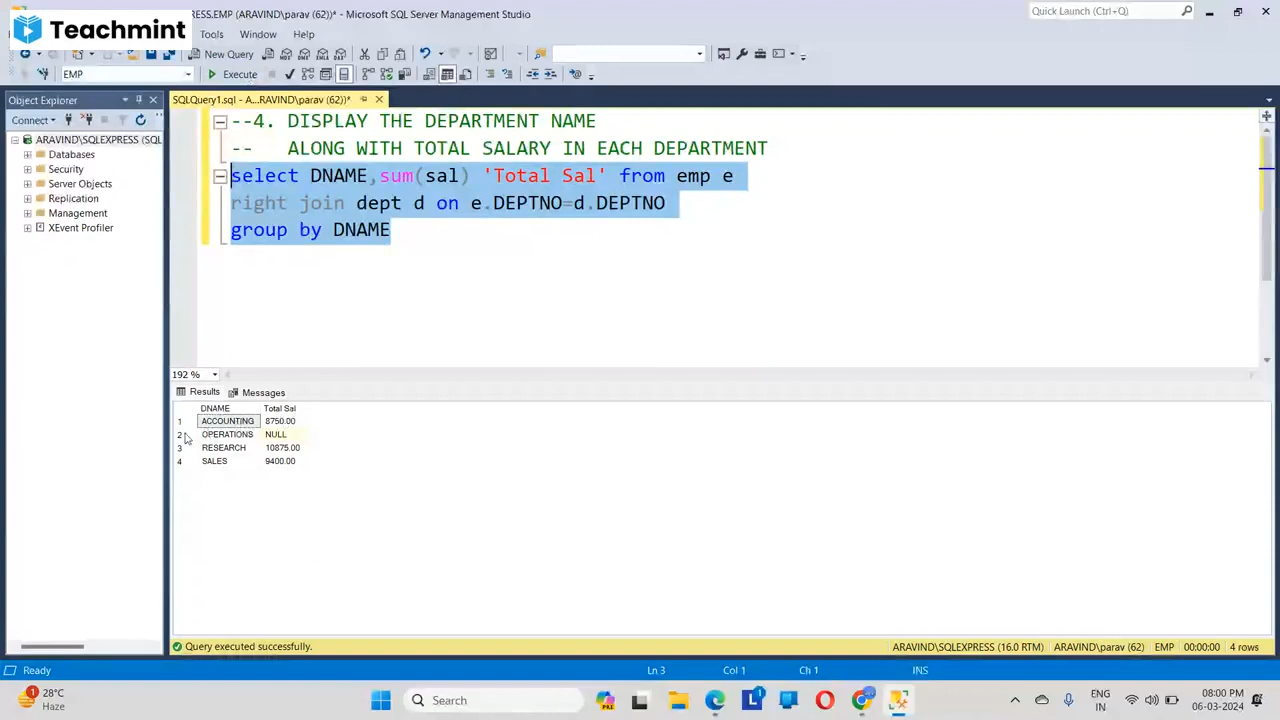 RESS.EMP (ARAVIND\parav (62))* - Microsoft SQL Server Management Studio
Quick Launch (Ctrl+Q)
Teachmint
Tools Window Help
New Query
EMP
Execute
Object Explorer
SQLQuery1.sql - A...RAVIND\parav (62))*
Connect
ARAVIND\SQLEXPRESS (SQL
Databases
Security
Server Objects
Replication
Management
XEvent Profiler
--4. DISPLAY THE DEPARTMENT NAME
-- ALONG WITH TOTAL SALARY IN EACH DEPARTMENT
select DNAME,sum(sal) 'Total Sal' from emp e
right join dept d on e.DEPTNO=d.DEPTNO
group by DNAME
192 %
Results Messages
DNAME Total Sal
1 ACCOUNTING 8750.00
2 OPERATIONS NULL
3 RESEARCH 10875.00
4 SALES 9400.00
Query executed successfully.
ARAVIND\SQLEXPRESS (16.0 RTM) ARAVIND\parav (62) EMP 00:00:00 4 rows
Ready
Ln 3 Col 1 Ch 1 INS
1
28°C
Haze
Search
1
ENG
IN
08:00 PM
06-03-2024